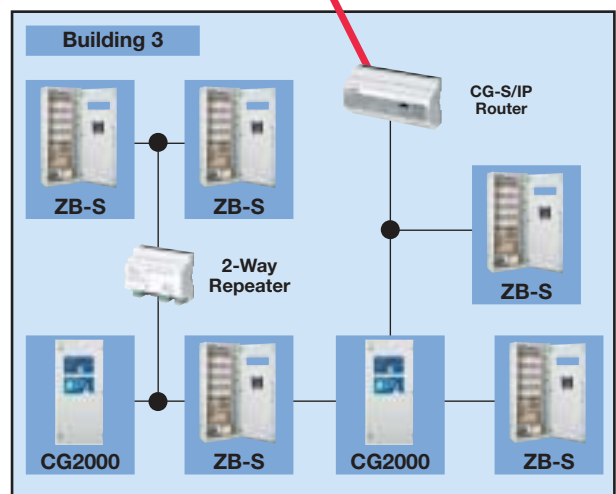 Building 3
CG-S/IP
Router
ZB-S
ZB-S
ZB-S
2-Way
Repeater
CG2000
ZB-S
CG2000
ZB-S